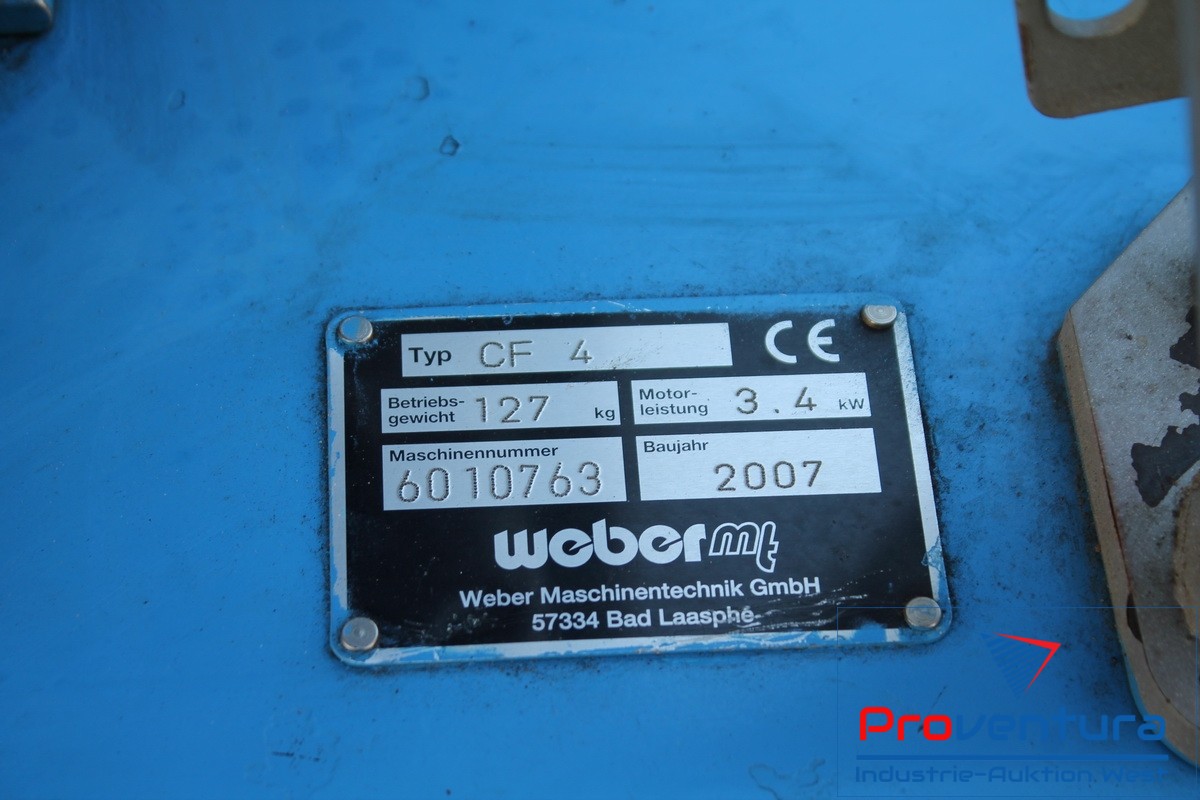 Typ CF 4 CE
Betriebs-
gewicht 127 kg
Motor-
leistung 3.4 kW
Maschinennummer
6010763
Baujahr
2007
weber mt
Weber Maschinentechnik GmbH
57334 Bad Laasphe
Proventura
Industrie-Auktion.West